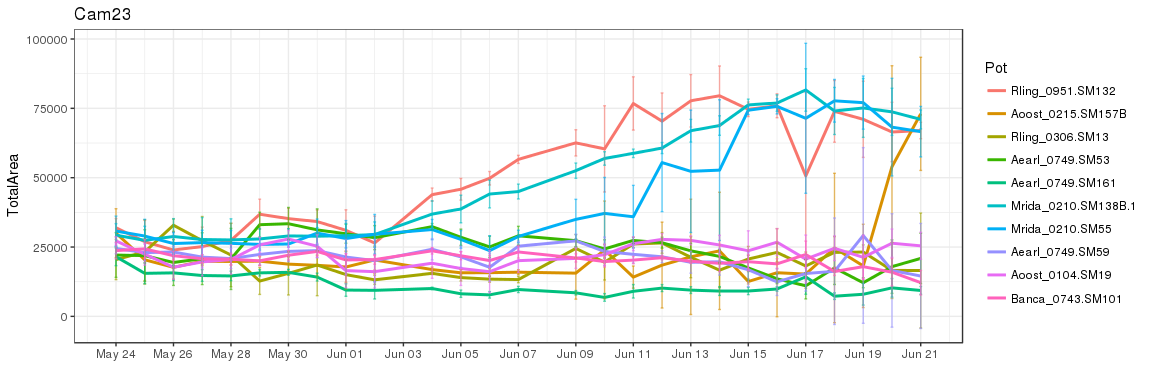 Cam23
TotalArea
100000
75000
50000
25000
0
May 24 May 26 May 28 May 30 Jun 01 Jun 03 Jun 05 Jun 07 Jun 09 Jun 11 Jun 13 Jun 15 Jun 17 Jun 19 Jun 21
Pot
Rling_0951.SM132
Aoost_0215.SM157B
Rling_0306.SM13
Aearl_0749.SM53
Aearl_0749.SM161
Mrida_0210.SM138B.1
Mrida_0210.SM55
Aearl_0749.SM59
Aoost_0104.SM19
Banca_0743.SM101